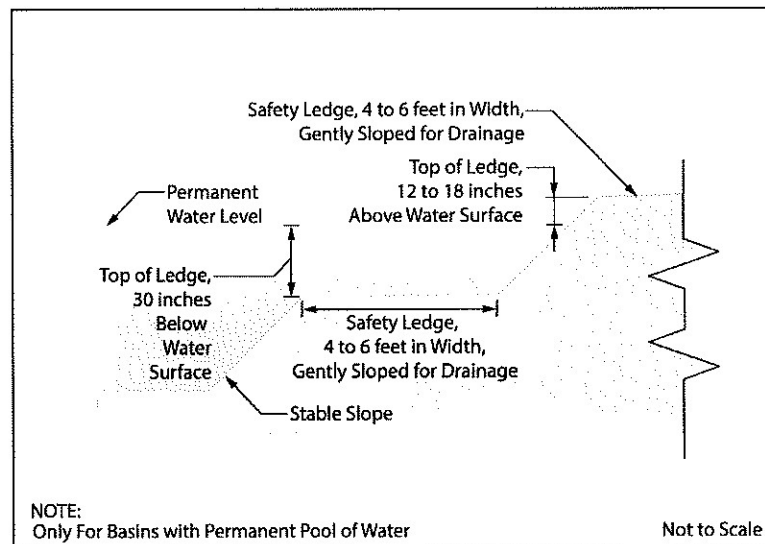 Safety Ledge, 4 to 6 feet in Width,
Gently Sloped for Drainage
Top of Ledge,
12 to 18 inches
Above Water Surface
Permanent
Water Level
Top of Ledge,
30 inches
Below
Water
Surface
Safety Ledge,
4 to 6 feet in Width,
Gently Sloped for Drainage
Stable Slope
NOTE:
Only For Basins with Permanent Pool of Water
Not to Scale